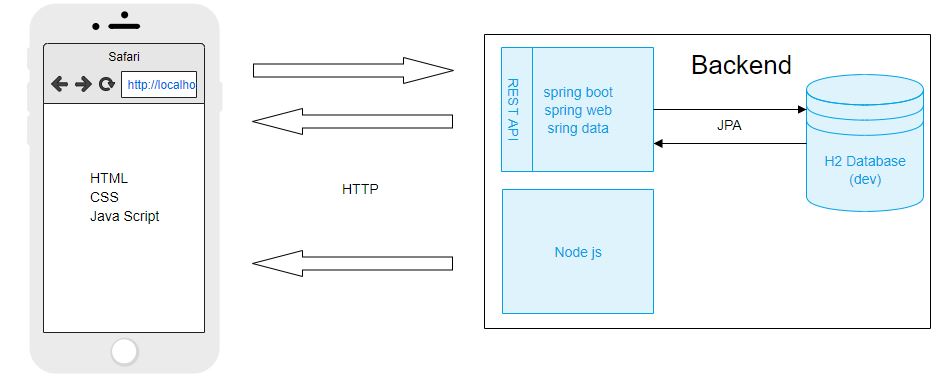 Safari
http://localho
HTML
CSS
Java Script
HTTP
Backend
REST API
spring boot
spring web
sring data
JPA
H2 Database
(dev)
Node js